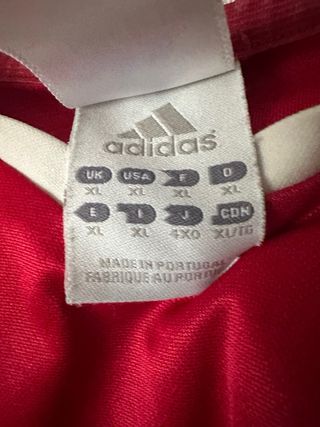 adidas
UK USA F D
XL XL XL XL
E I J CDN
XL XL 4XO XL/TG
MADE IN PORTUGAL
FABRIQUE AU PORTUGAL